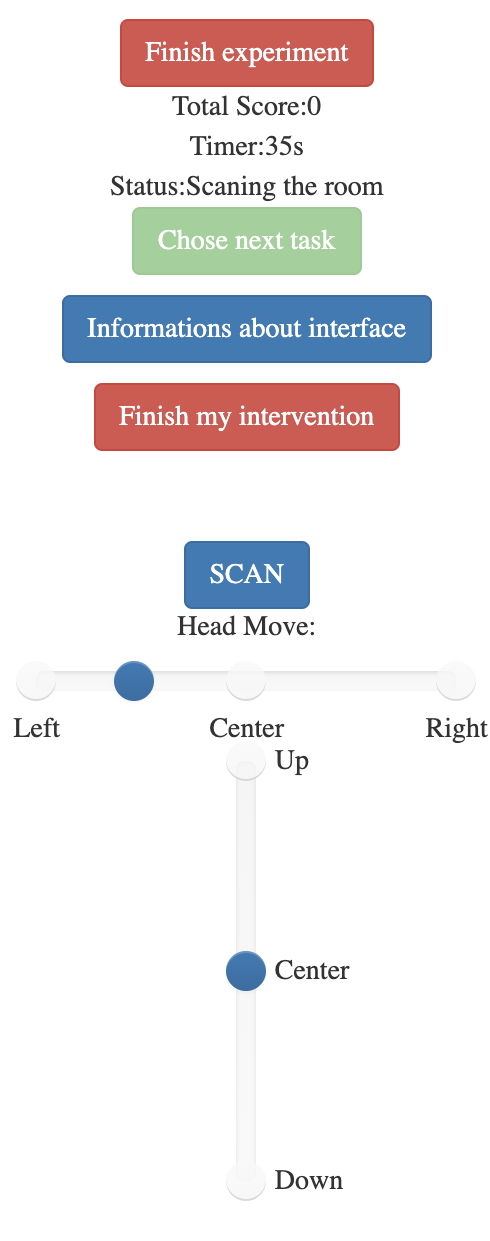 Finish experiment
Total Score:0
Timer:35s
Status:Scaning the room
Chose next task
Informations about interface
Finish my intervention
SCAN
Head Move:
Left Center Right
Up
Center
Down